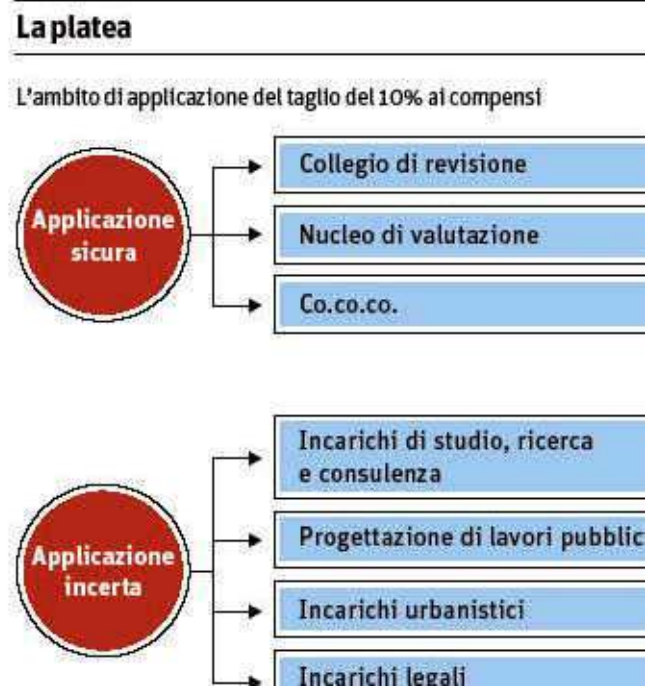 La platea
L'ambito di applicazione del taglio del 10% ai compensi
Applicazione
sicura
Collegio di revisione
Nucleo di valutazione
Co.co.co.
Applicazione
incerta
Incarichi di studio, ricerca
e consulenza
Progettazione di lavori pubblic
Incarichi urbanistici
Incarichi legali